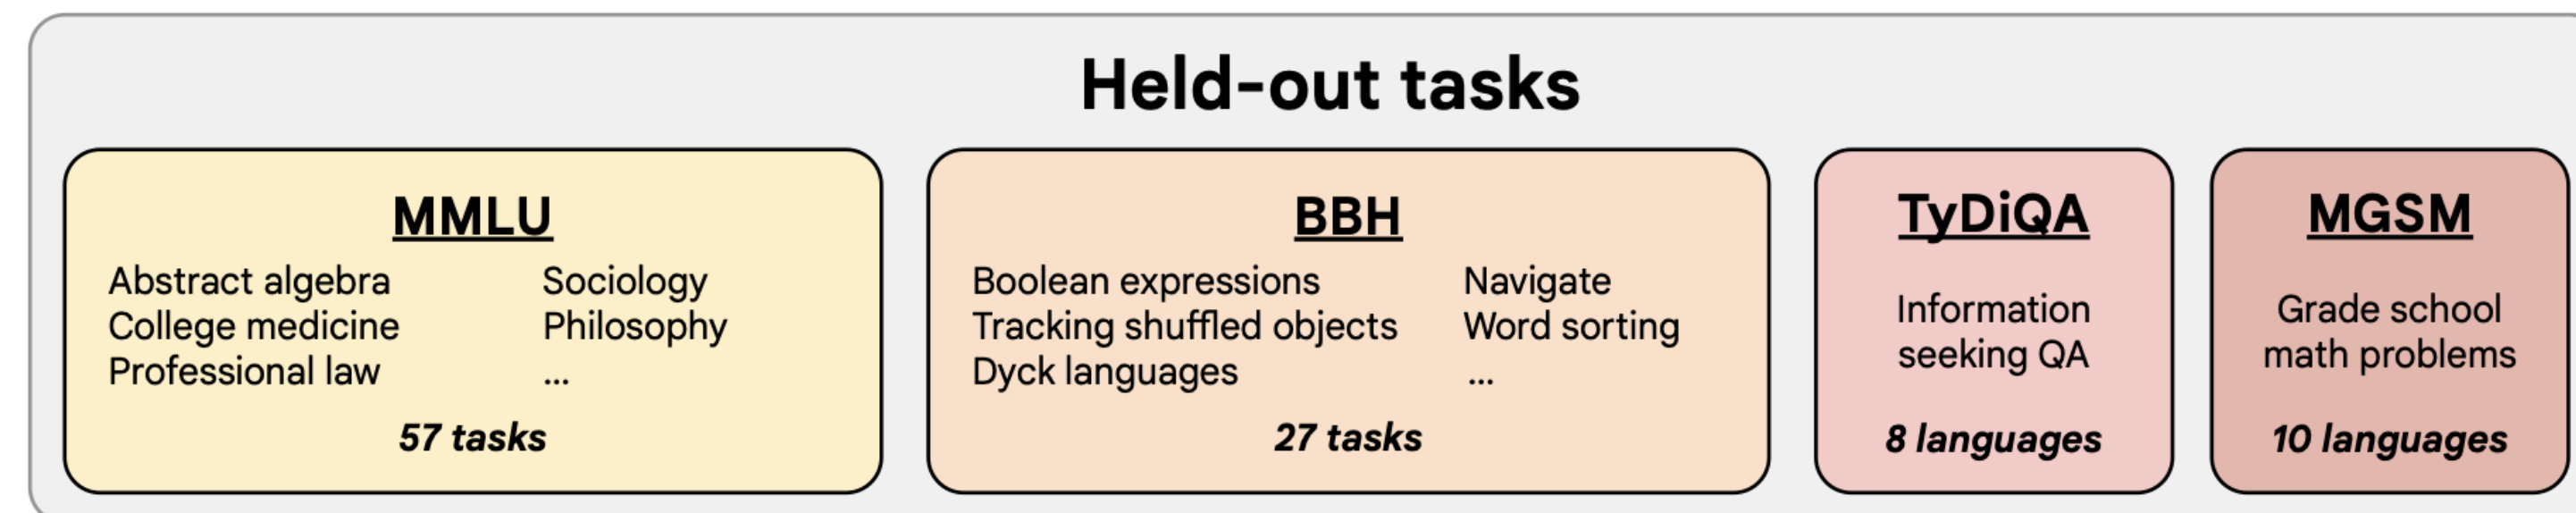 Held-out tasks
MMLU
Abstract algebra
College medicine
Professional law
Sociology
Philosophy
...
57 tasks
BBH
Boolean expressions
Tracking shuffled objects
Dyck languages
Navigate
Word sorting
...
27 tasks
TyDiQA
Information
seeking QA
8 languages
MGSM
Grade school
math problems
10 languages